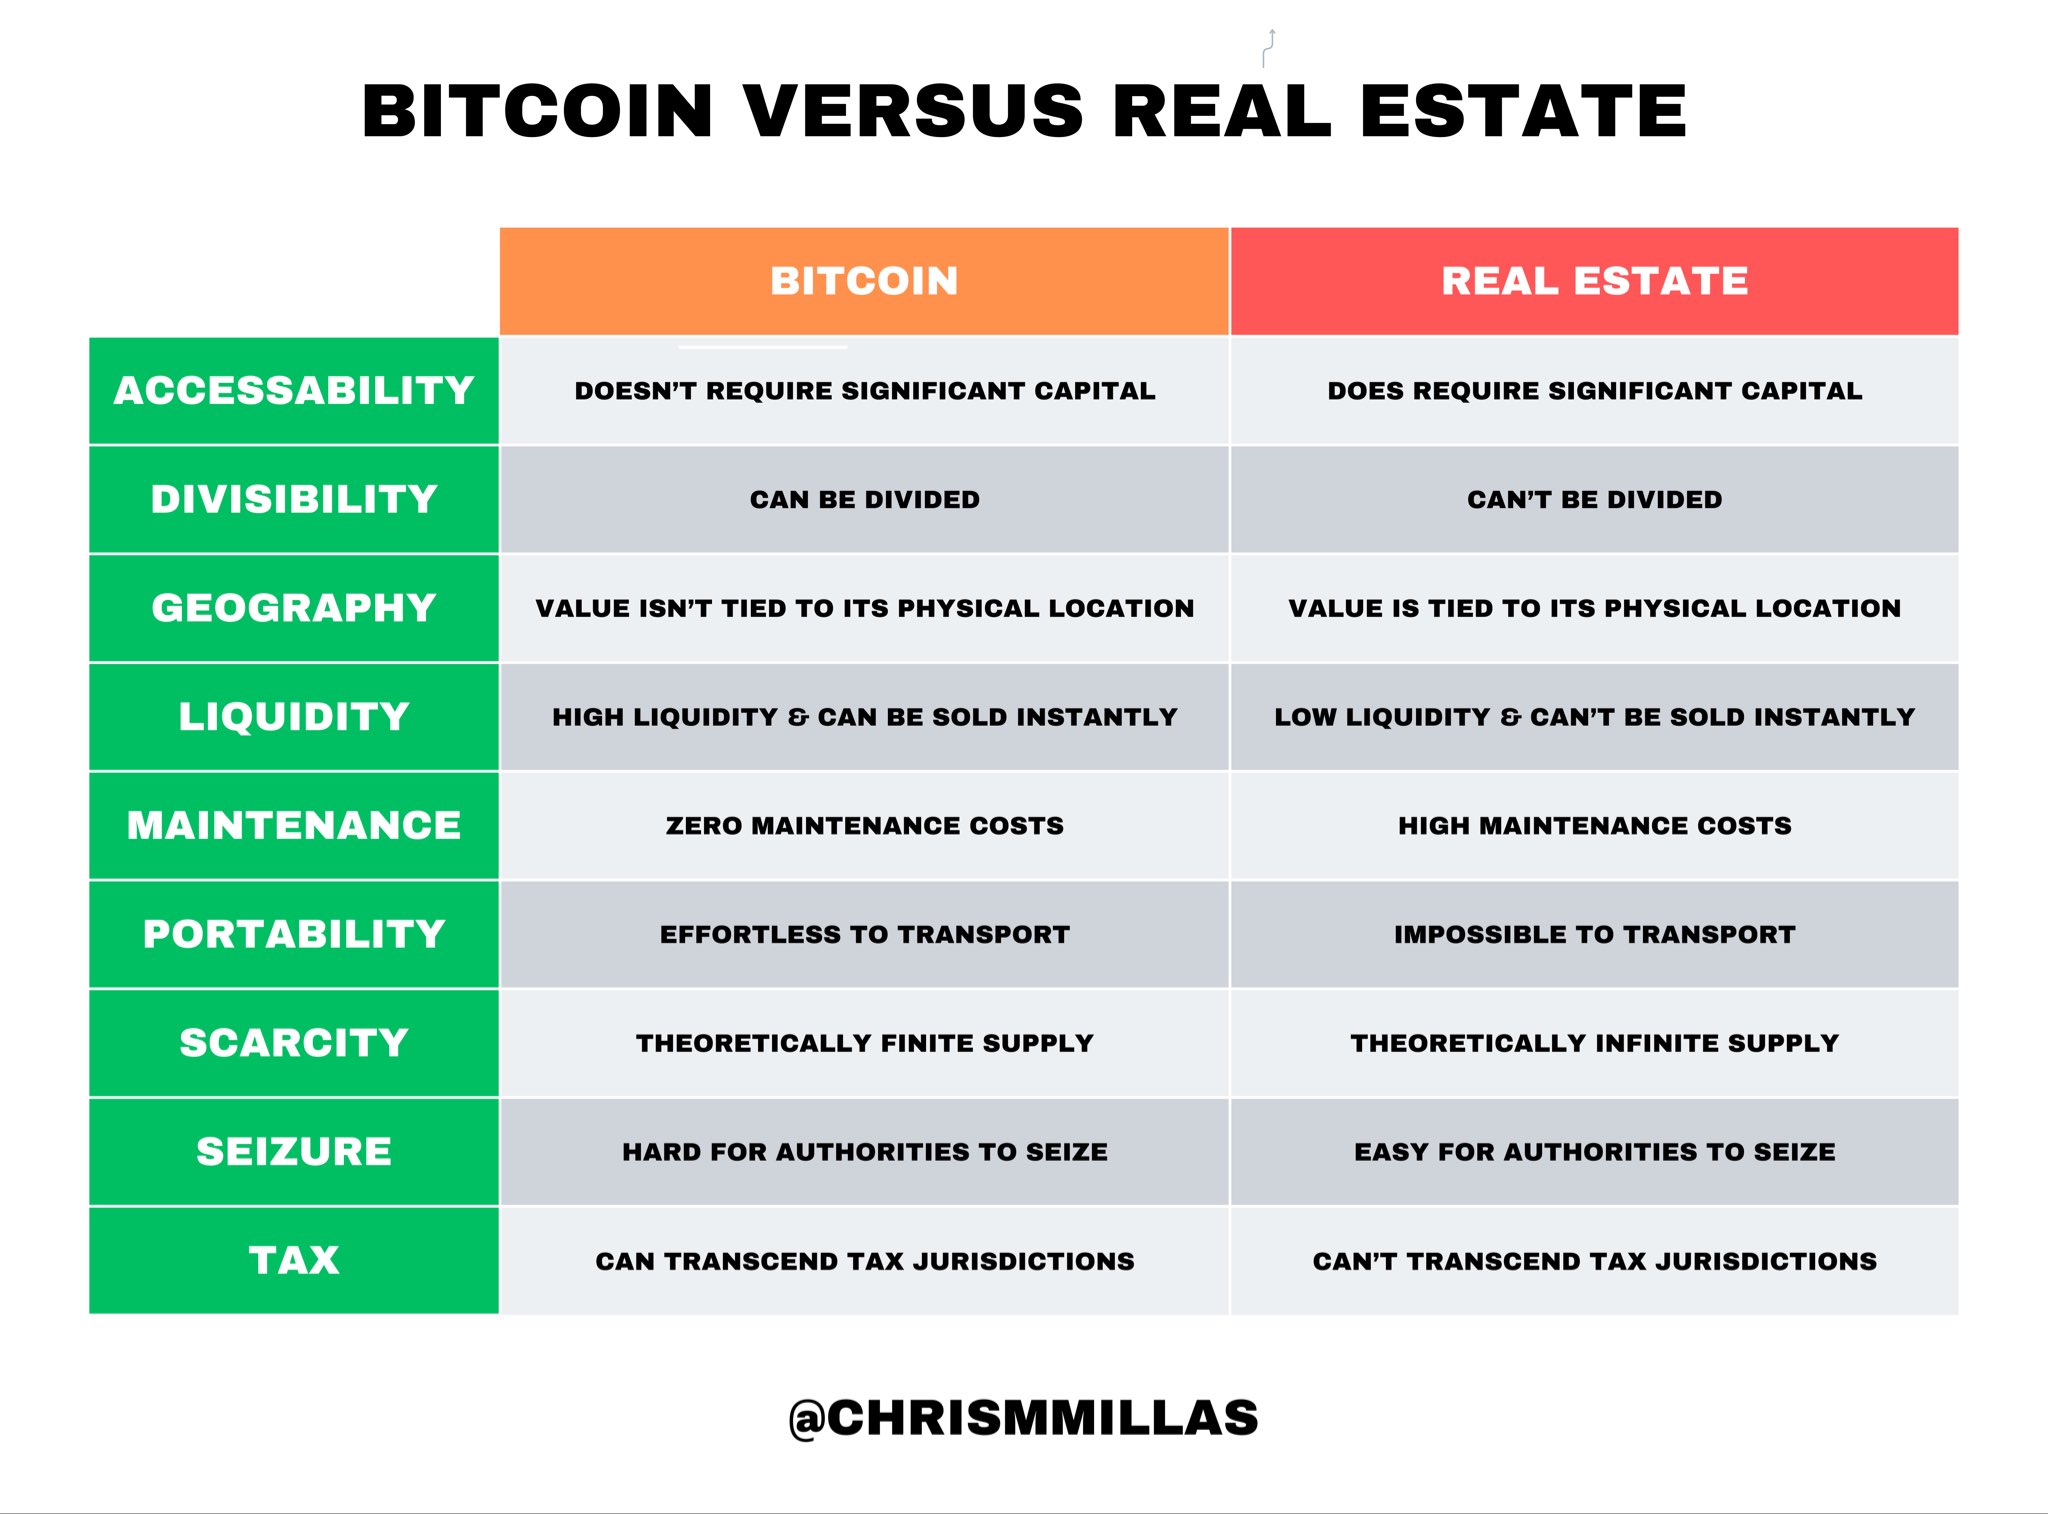 BITCOIN VERSUS REAL ESTATE
BITCOIN
REAL ESTATE
ACCESSABILITY
DOESN’T REQUIRE SIGNIFICANT CAPITAL
DOES REQUIRE SIGNIFICANT CAPITAL
DIVISIBILITY
CAN BE DIVIDED
CAN’T BE DIVIDED
GEOGRAPHY
VALUE ISN’T TIED TO ITS PHYSICAL LOCATION
VALUE IS TIED TO ITS PHYSICAL LOCATION
LIQUIDITY
HIGH LIQUIDITY & CAN BE SOLD INSTANTLY
LOW LIQUIDITY & CAN’T BE SOLD INSTANTLY
MAINTENANCE
ZERO MAINTENANCE COSTS
HIGH MAINTENANCE COSTS
PORTABILITY
EFFORTLESS TO TRANSPORT
IMPOSSIBLE TO TRANSPORT
SCARCITY
THEORETICALLY FINITE SUPPLY
THEORETICALLY INFINITE SUPPLY
SEIZURE
HARD FOR AUTHORITIES TO SEIZE
EASY FOR AUTHORITIES TO SEIZE
TAX
CAN TRANSCEND TAX JURISDICTIONS
CAN’T TRANSCEND TAX JURISDICTIONS
@CHRISMMILLAS